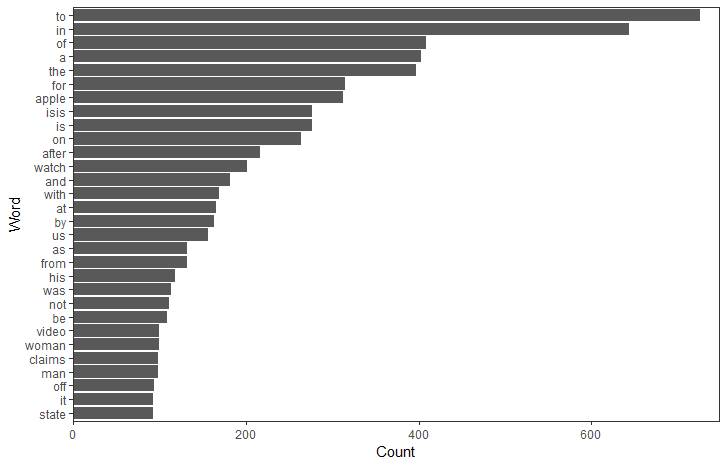 to
in
of
a
the
for
apple
isis
is
on
after
watch
and
with
at
by
us
as
from
his
was
not
be
video
woman
claims
man
off
it
state
Word
0 200 400 600
Count